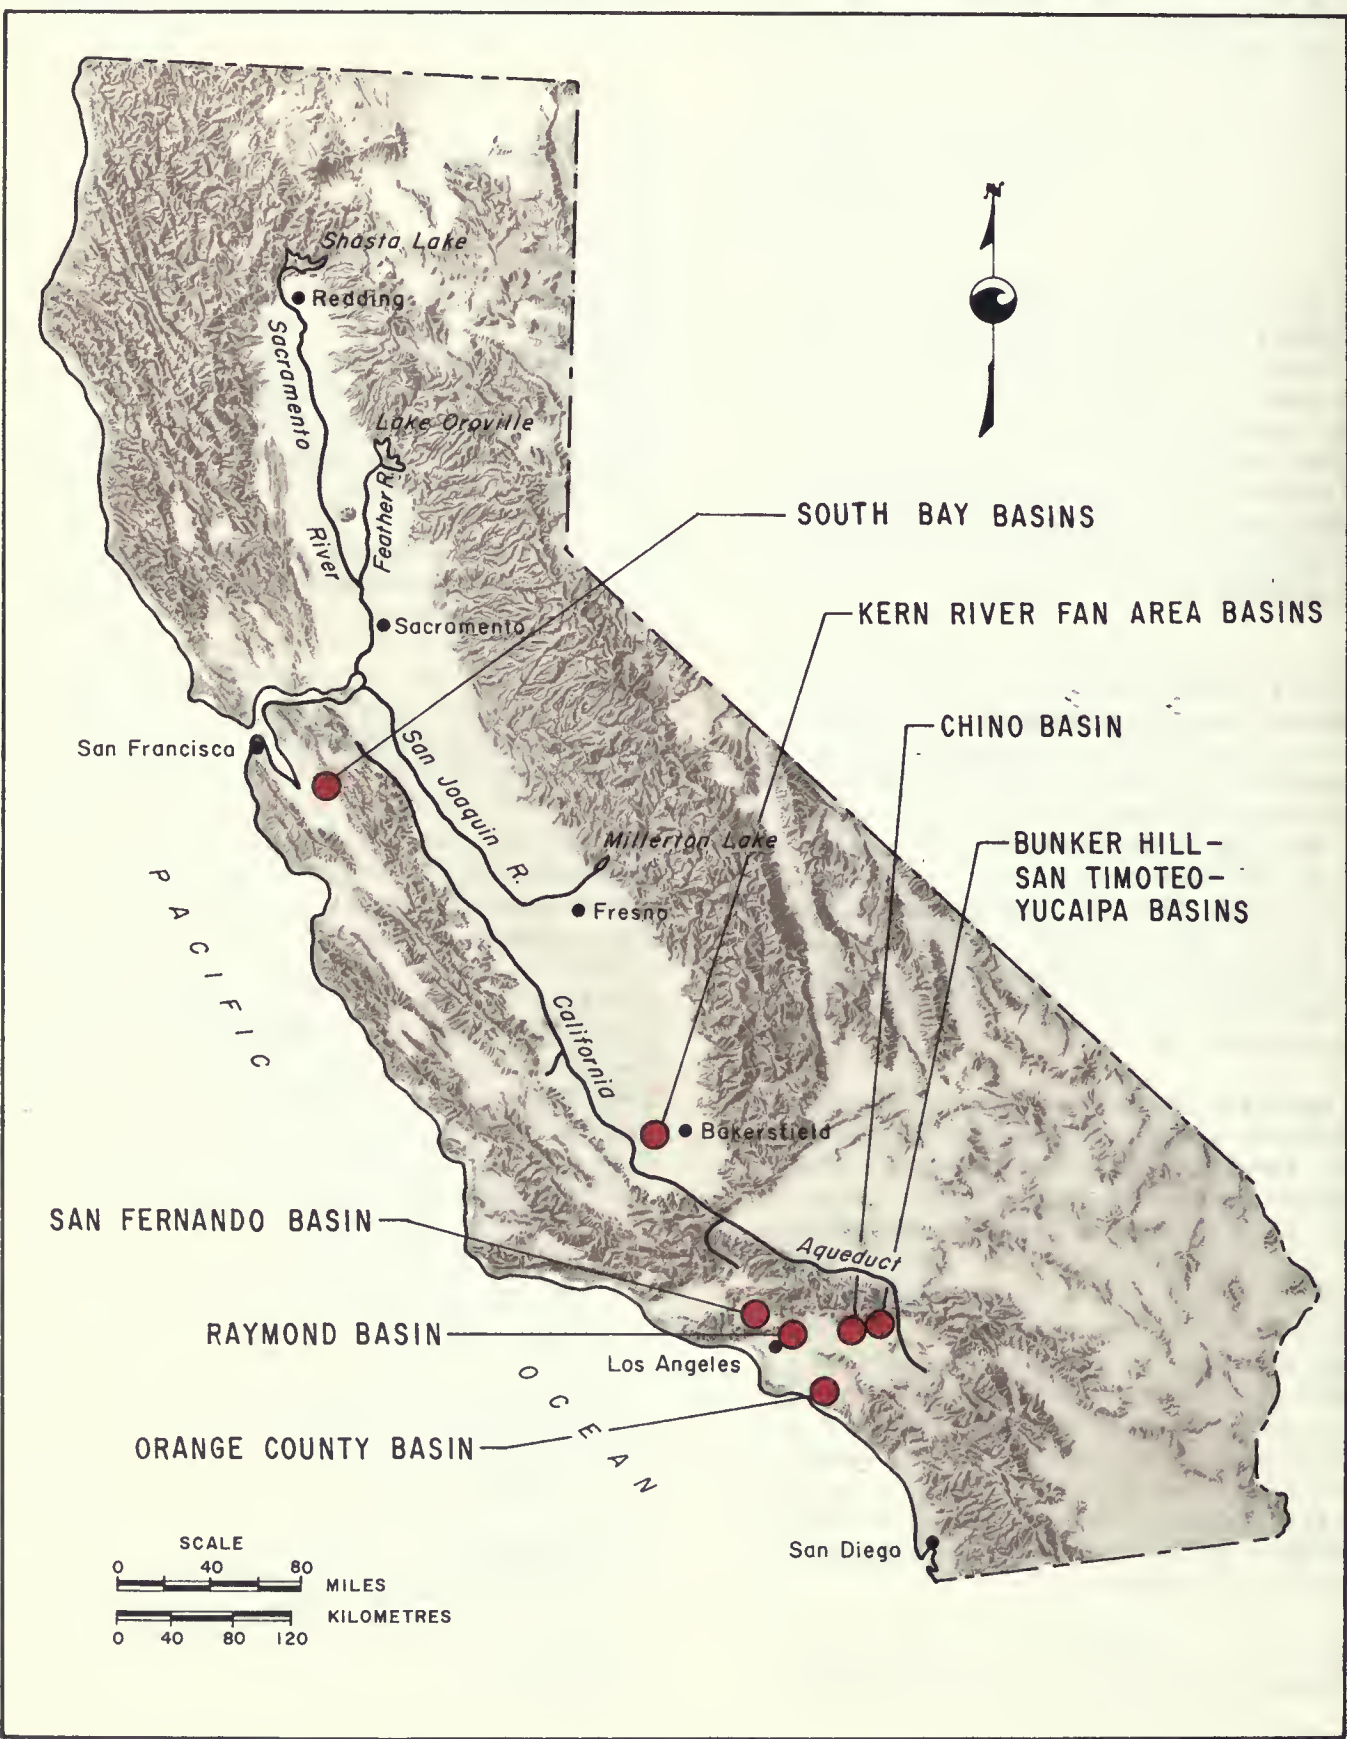 N
Shasta Lake
Redding
Sacramento
River
Lake Oroville
Feather R.
SOUTH BAY BASINS
KERN RIVER FAN AREA BASINS
Sacramento
CHINO BASIN
San Francisco
San Joaquin R.
Millerton Lake
BUNKER HILL-
SAN TIMOTEO-
YUCAIPA BASINS
Fresno
PACIFIC
California
Bakersfield
SAN FERNANDO BASIN
Aqueduct
RAYMOND BASIN
Los Angeles
OCEAN
ORANGE COUNTY BASIN
San Diego
SCALE
0 40 80
MILES
KILOMETRES
0 40 80 120